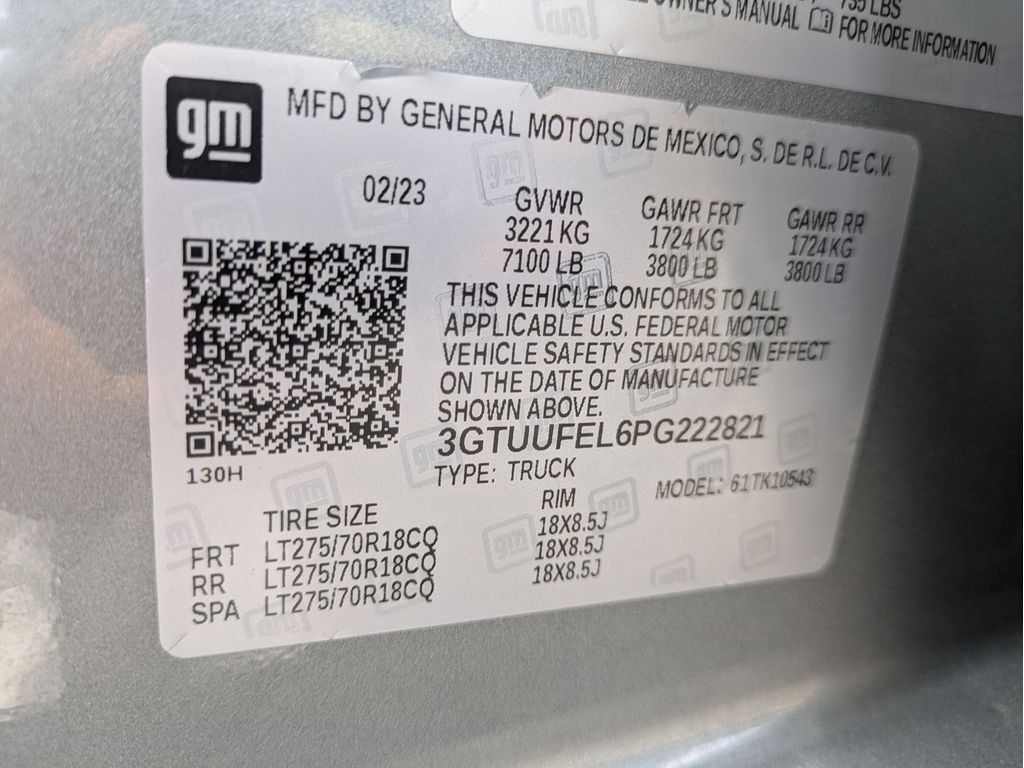 735 LBS
OWNER'S MANUAL FOR MORE INFORMATION
gm
MFD BY GENERAL MOTORS DE MEXICO, S. DE R.L. DE C.V.
02/23
GVWR GAWR FRT GAWR RR
3221 KG 1724 KG 1724 KG
7100 LB 3800 LB 3800 LB
THIS VEHICLE CONFORMS TO ALL
APPLICABLE U.S. FEDERAL MOTOR
VEHICLE SAFETY STANDARDS IN EFFECT
ON THE DATE OF MANUFACTURE
SHOWN ABOVE.
3GTUUFEL6PG222821
130H
TYPE: TRUCK MODEL: 61TK10543
TIRE SIZE RIM
FRT LT275/70R18CQ 18X8.5J
RR LT275/70R18CQ 18X8.5J
SPA LT275/70R18CQ 18X8.5J